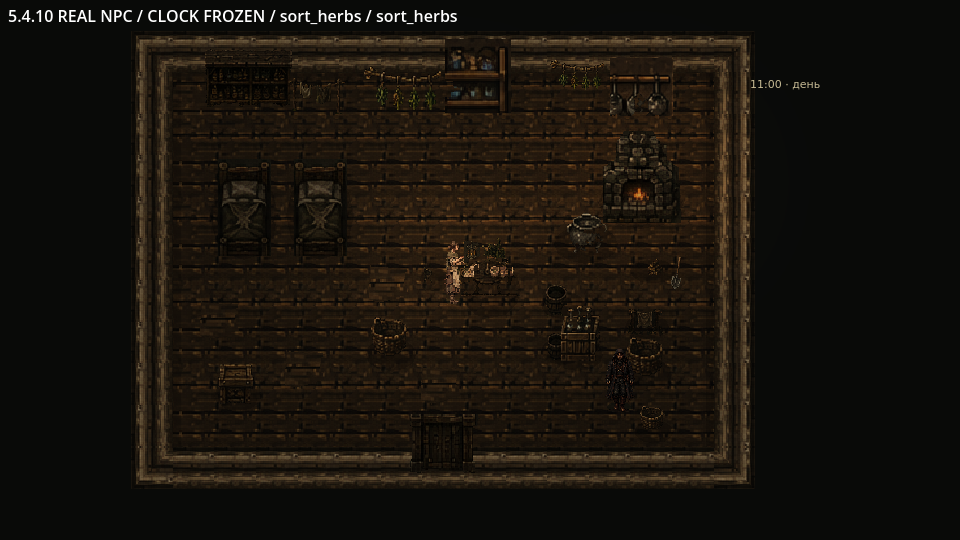 5.4.10 REAL NPC / CLOCK FROZEN / sort_herbs / sort_herbs
11:00 · день